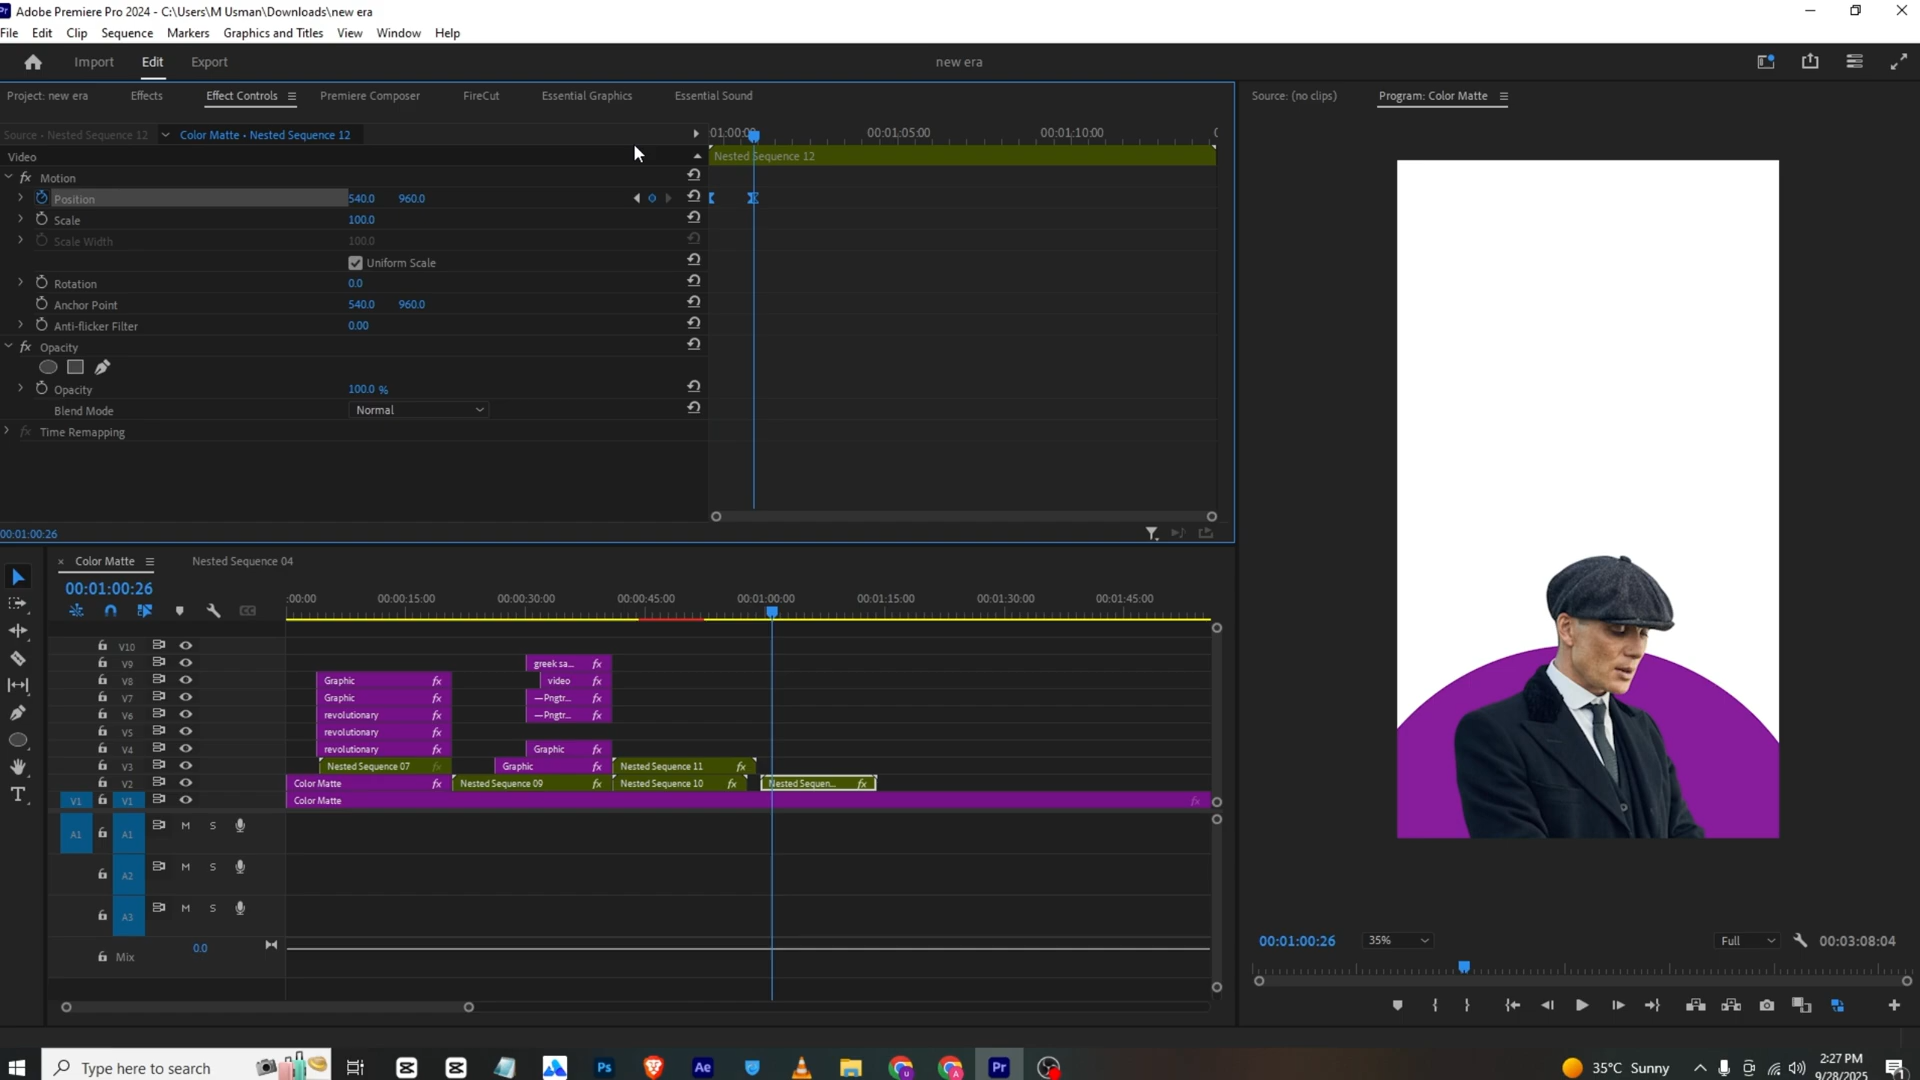 Adobe Premiere Pro 2024 - C:\Users\M Usman\Downloads\new era
File Edit Clip Sequence Markers Graphics and Titles View Window Help
Import Edit Export
new era
Project: new era Effects Effect Controls Premiere Composer FireCut Essential Graphics Essential Sound
Source: (no clips) Program: Color Matte
Source • Nested Sequence 12 Color Matte • Nested Sequence 12
00:01:05:00 00:01:10:00
Video
Nested Sequence 12
fx Motion
Position 540.0 960.0
Scale 100.0
Scale Width 100.0
Uniform Scale
Rotation 0.0
Anchor Point 540.0 960.0
Anti-flicker Filter 0.00
fx Opacity
Opacity 100.0 %
Blend Mode Normal
fx Time Remapping
00:01:00:26
× Color Matte Nested Sequence 04
00:01:00:26
:00:00 00:00:15:00 00:00:30:00 00:00:45:00 00:01:00:00 00:01:15:00 00:01:30:00 00:01:45:00
V10
V9 greek sa... fx
V8 Graphic fx video fx
V7 Graphic fx —Pngtr... fx
V6 revolutionary fx —Pngtr... fx
V5 revolutionary fx
V4 revolutionary fx Graphic fx
V3 Nested Sequence 07 fx Graphic fx Nested Sequence 11 fx
V2 Color Matte fx Nested Sequence 09 fx Nested Sequence 10 fx Nested Sequen... fx
V1 V1 Color Matte fx
A1 A1 M S
A2 M S
A3 M S
Mix 0.0
00:01:00:26 35% Full 00:03:08:04
Type here to search
Ps Ae Pr
35°C Sunny
2:27 PM
9/28/2025